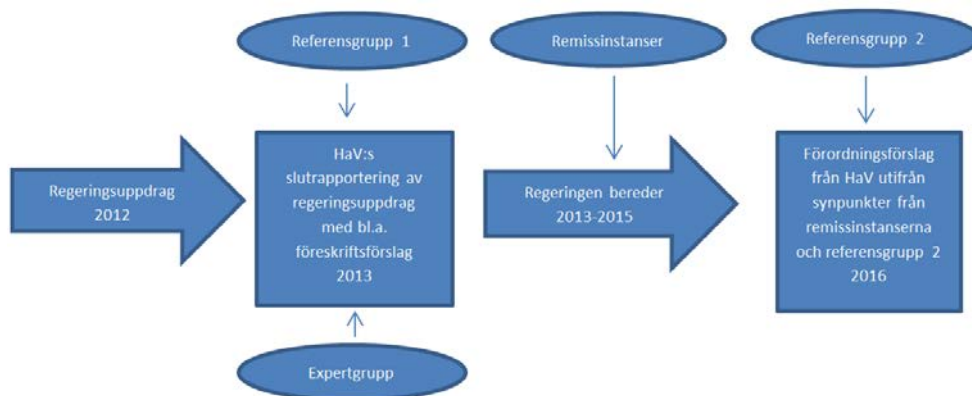 Referensgrupp 1
Remissinstanser
Referensgrupp 2
Regeringsuppdrag
2012
HaV:s
slutrapportering av
regeringsuppdrag
med bl.a.
föreskriftsförslag
2013
Regeringen bereder
2013-2015
Förordningsförslag
från HaV utifrån
synpunkter från
remissinstanserna
och referensgrupp 2
2016
Expertgrupp